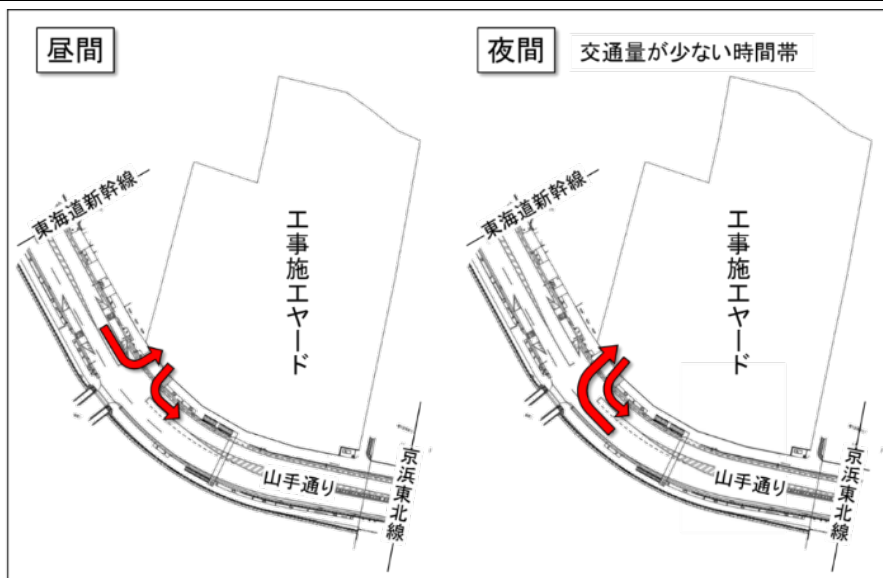 昼間
東海道新幹線
工事施工ヤード
山手通り
京浜東北線
夜間
交通量が少ない時間帯
東海道新幹線
工事施工ヤード
山手通り
京浜東北線